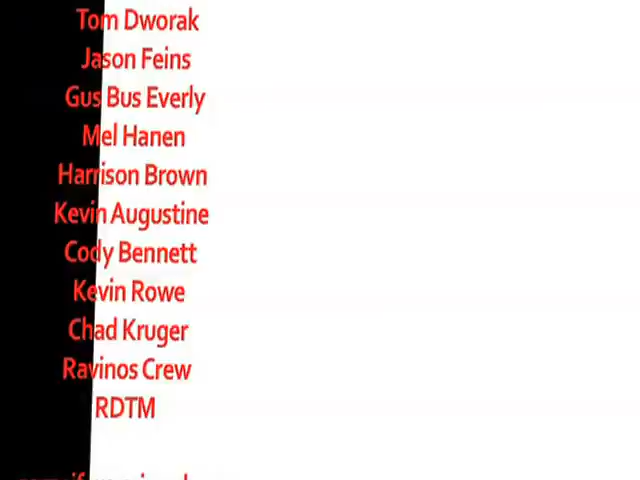 Tom Dworak
Jason Feins
Gus Bus Everly
Mel Hanen
Harrison Brown
Kevin Augustine
Cody Bennett
Kevin Rowe
Chad Kruger
Ravinos Crew
RDTM